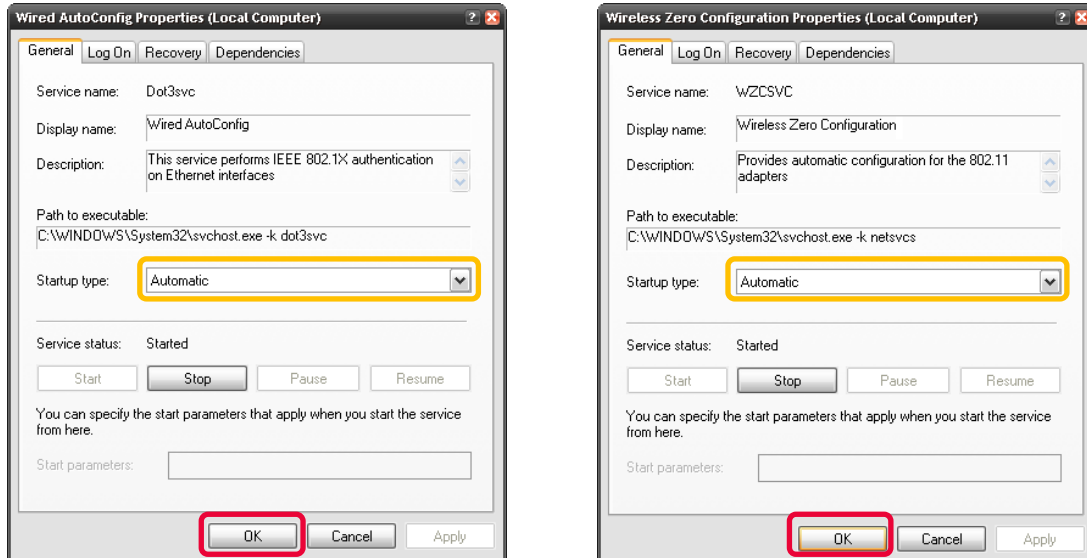 Wired AutoConfig Properties (Local Computer)
General Log On Recovery Dependencies
Service name: Dot3svc
Display name: Wired AutoConfig
Description: This service performs IEEE 802.1X authentication
on Ethernet interfaces
Path to executable:
C:\WINDOWS\System32\svchost.exe -k dot3svc
Startup type: Automatic
Service status: Started
Start Stop Pause Resume
You can specify the start parameters that apply when you start the service
from here.
Start parameters:
OK Cancel Apply
Wireless Zero Configuration Properties (Local Computer)
General Log On Recovery Dependencies
Service name: WZCSVC
Display name: Wireless Zero Configuration
Description: Provides automatic configuration for the 802.11
adapters
Path to executable:
C:\WINDOWS\System32\svchost.exe -k netsvcs
Startup type: Automatic
Service status: Started
Start Stop Pause Resume
You can specify the start parameters that apply when you start the service
from here.
Start parameters:
OK Cancel Apply